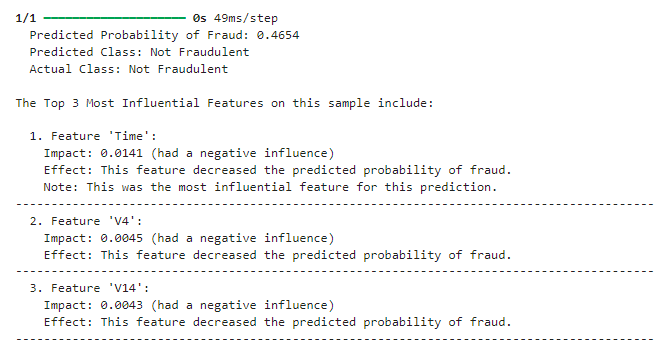 1/1 ━━━━━━━━━━━━━━━━━━━━ 0s 49ms/step
Predicted Probability of Fraud: 0.4654
Predicted Class: Not Fraudulent
Actual Class: Not Fraudulent
The Top 3 Most Influential Features on this sample include:
1. Feature 'Time':
Impact: 0.0141 (had a negative influence)
Effect: This feature decreased the predicted probability of fraud.
Note: This was the most influential feature for this prediction.
-------------------------------------------------------------------------------------------
2. Feature 'V4':
Impact: 0.0045 (had a negative influence)
Effect: This feature decreased the predicted probability of fraud.
-------------------------------------------------------------------------------------------
3. Feature 'V14':
Impact: 0.0043 (had a negative influence)
Effect: This feature decreased the predicted probability of fraud.
-------------------------------------------------------------------------------------------